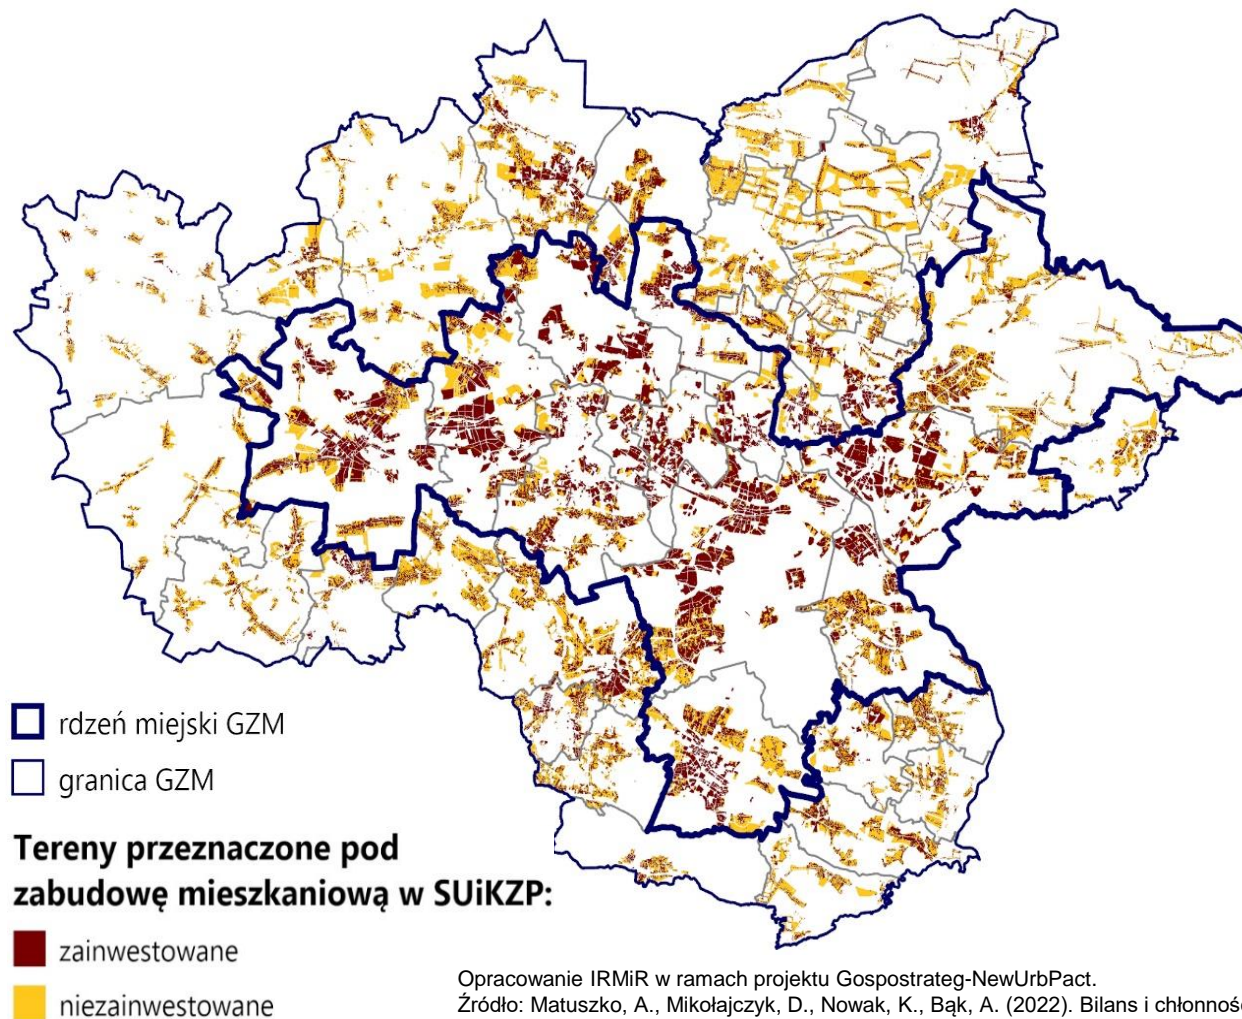 rdzeń miejski GZM
granica GZM
Tereny przeznaczone pod
zabudowę mieszkaniową w SUiKZP:
zainwestowane
niezainwestowane
Opracowanie IRMiR w ramach projektu Gospostrateg-NewUrbPact.
Źródło: Matuszko, A., Mikołajczyk, D., Nowak, K., Bąk, A. (2022). Bilans i chłonność